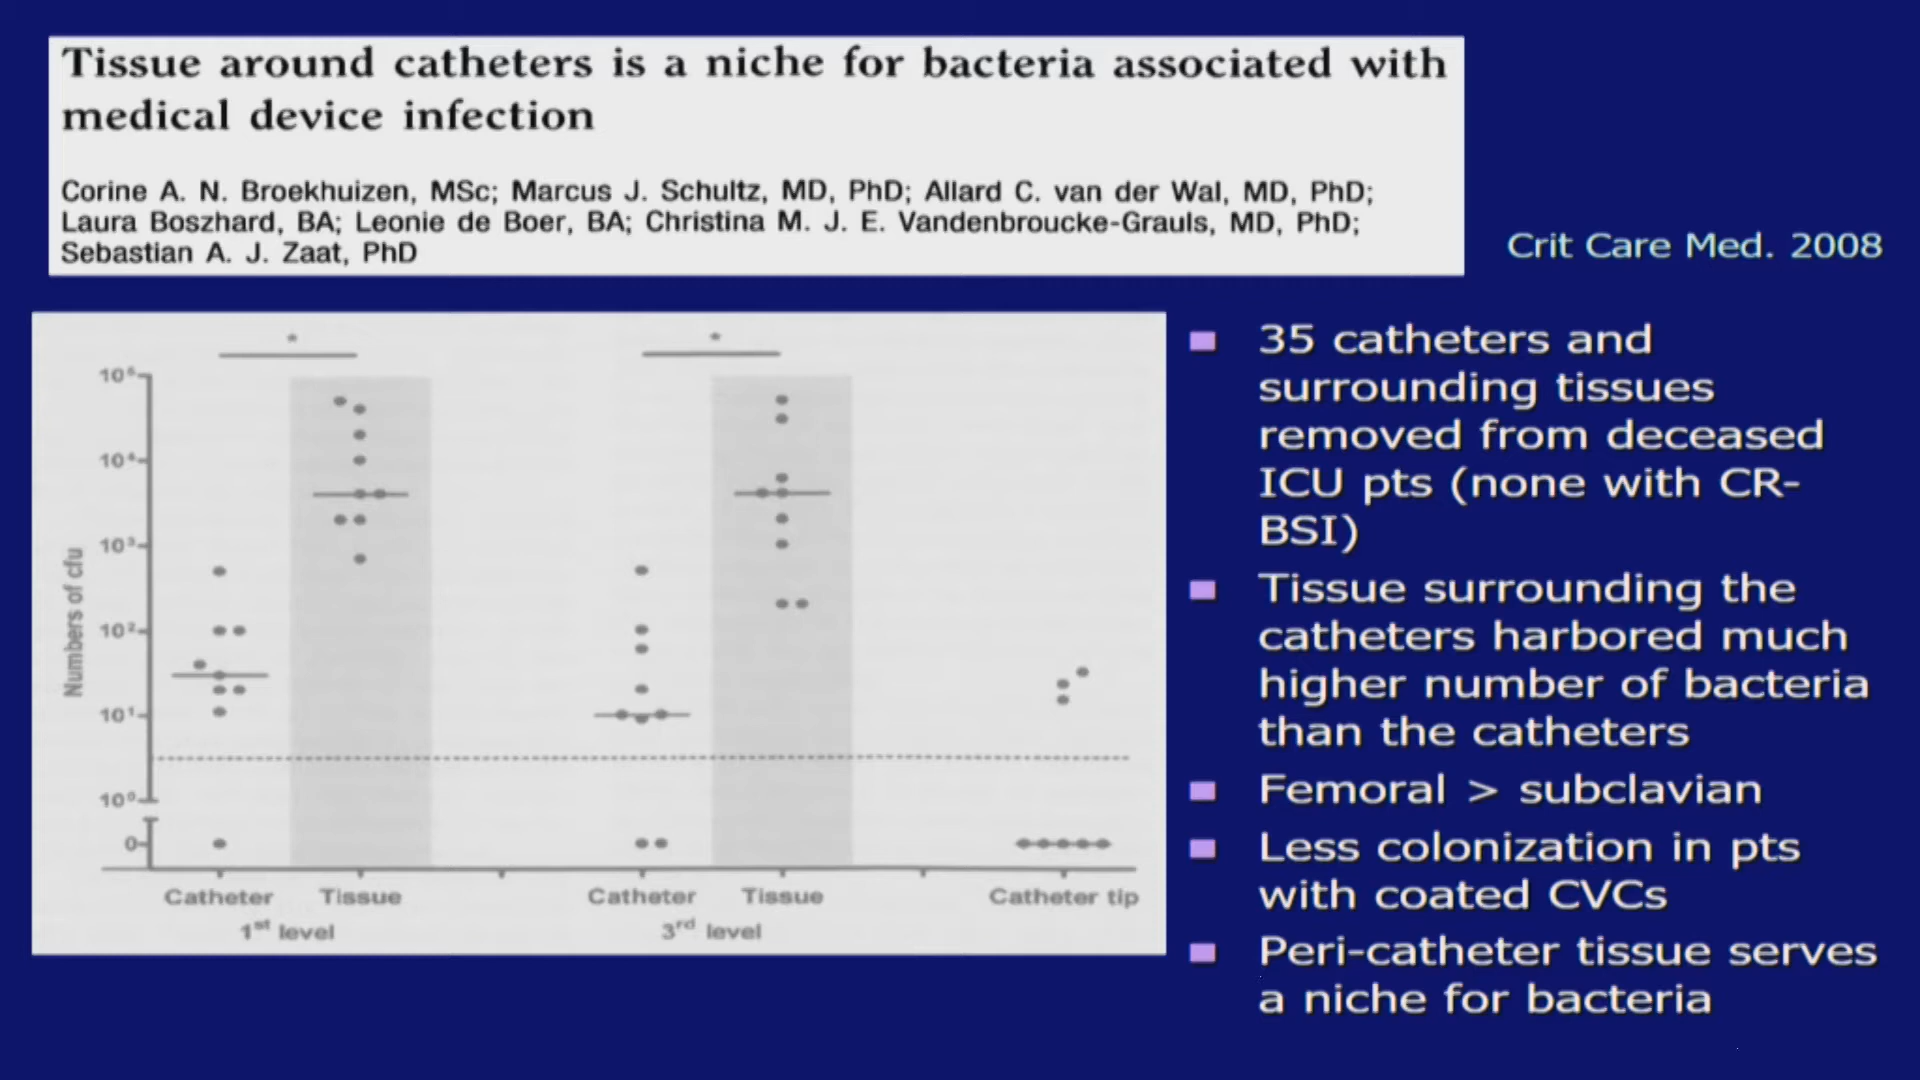 Tissue around catheters is a niche for bacteria associated with
medical device infection
Corine A. N. Broekhuizen, MSc; Marcus J. Schultz, MD, PhD; Allard C. van der Wal, MD, PhD;
Laura Boszhard, BA; Leonie de Boer, BA; Christina M. J. E. Vandenbroucke-Grauls, MD, PhD;
Sebastian A. J. Zaat, PhD
Crit Care Med. 2008
* *
10⁵
10⁴
10³
10²
10¹
10⁰
0
Numbers of cfu
Catheter Tissue Catheter Tissue Catheter tip
1st level 3rd level
35 catheters and
surrounding tissues
removed from deceased
ICU pts (none with CR-
BSI)
Tissue surrounding the
catheters harbored much
higher number of bacteria
than the catheters
Femoral > subclavian
Less colonization in pts
with coated CVCs
Peri-catheter tissue serves
a niche for bacteria